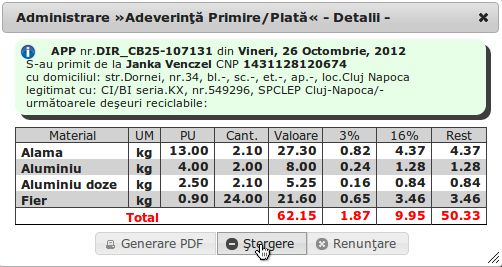 Administrare »Adeverință Primire/Plată« - Detalii -
APP nr.DIR_CB25-107131 din Vineri, 26 Octombrie, 2012
S-au primit de la Janka Venczel CNP 1431128120674
cu domiciliul: str.Dornei, nr.34, bl.-, sc.-, et.-, ap.-, loc.Cluj Napoca
legitimat cu: CI/BI seria.KX, nr.549296, SPCLEP Cluj-Napoca/-
următoarele deşeuri reciclabile:
Material UM PU Cant. Valoare 3% 16% Rest
Alama kg 13.00 2.10 27.30 0.82 4.37 4.37
Aluminiu kg 4.00 2.00 8.00 0.24 1.28 1.28
Aluminiu doze kg 2.50 2.10 5.25 0.16 0.84 0.84
Fier kg 0.90 24.00 21.60 0.65 3.46 3.46
Total 62.15 1.87 9.95 50.33
Generare PDF Ştergere Renunţare